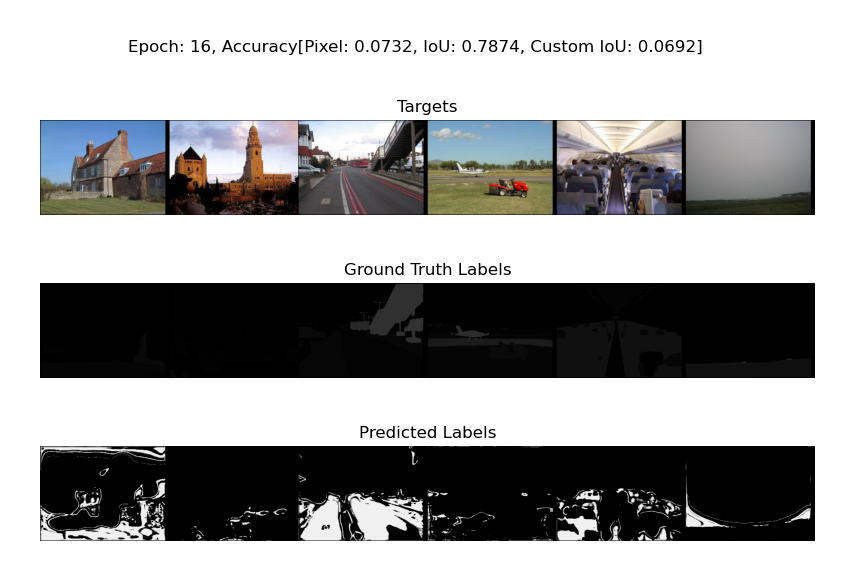 Epoch: 16, Accuracy[Pixel: 0.0732, IoU: 0.7874, Custom IoU: 0.0692]
Targets
Ground Truth Labels
Predicted Labels